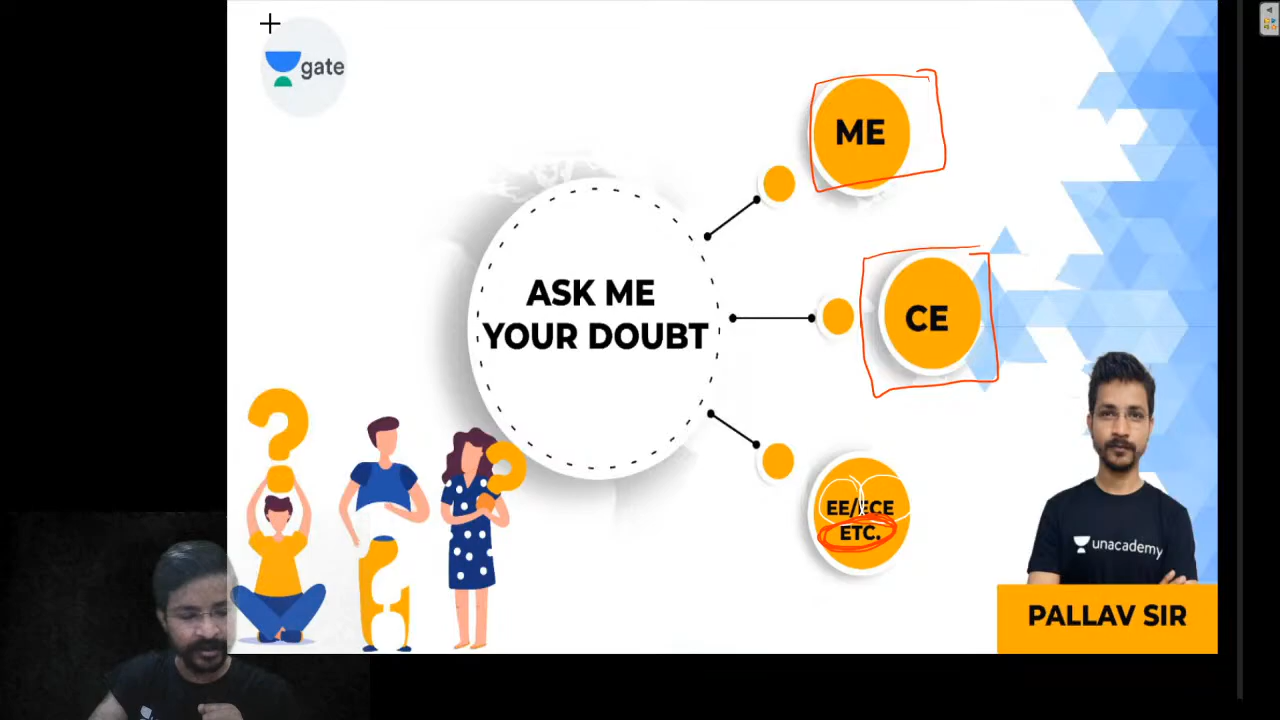 gate
ME
ASK ME
YOUR DOUBT
CE
EE/ECE
ETC.
unacademy
PALLAV SIR